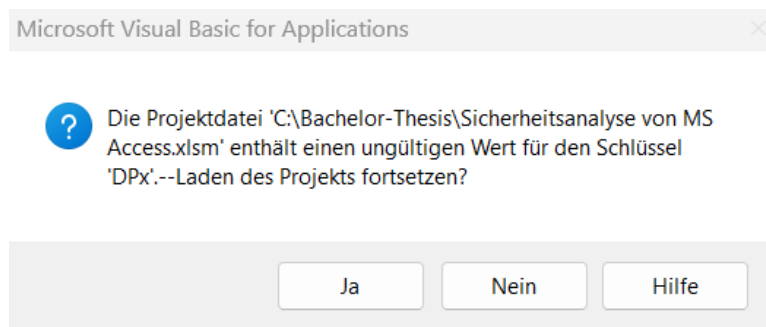 Microsoft Visual Basic for Applications
Die Projektdatei 'C:\Bachelor-Thesis\Sicherheitsanalyse von MS
Access.xlsm' enthält einen ungültigen Wert für den Schlüssel
'DPx'.--Laden des Projekts fortsetzen?
Ja
Nein
Hilfe